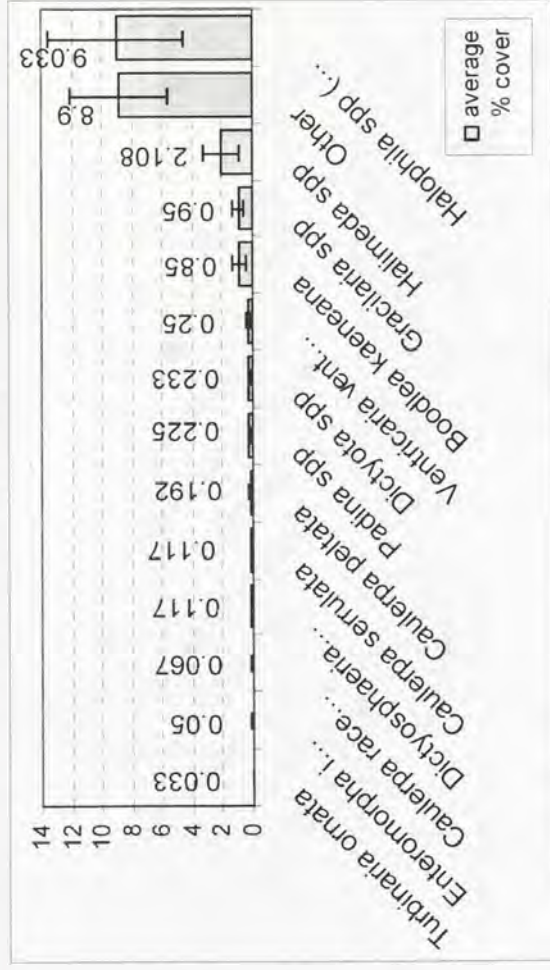 14
12
10
8
6
4
2
0
0.033
0.05
0.067
0.117
0.117
0.192
0.225
0.233
0.25
0.85
0.95
2.108
8.9
9.033
Turbinaria ornata
Enteromorpha i...
Caulerpa race...
Dictyosphaeria...
Caulerpa serrulata
Caulerpa peltata
Padina spp
Dictyota spp
Ventricaria vent...
Boodlea kaeneana
Gracilaria spp
Halimeda spp
Other
Halophila spp (...
average
% cover